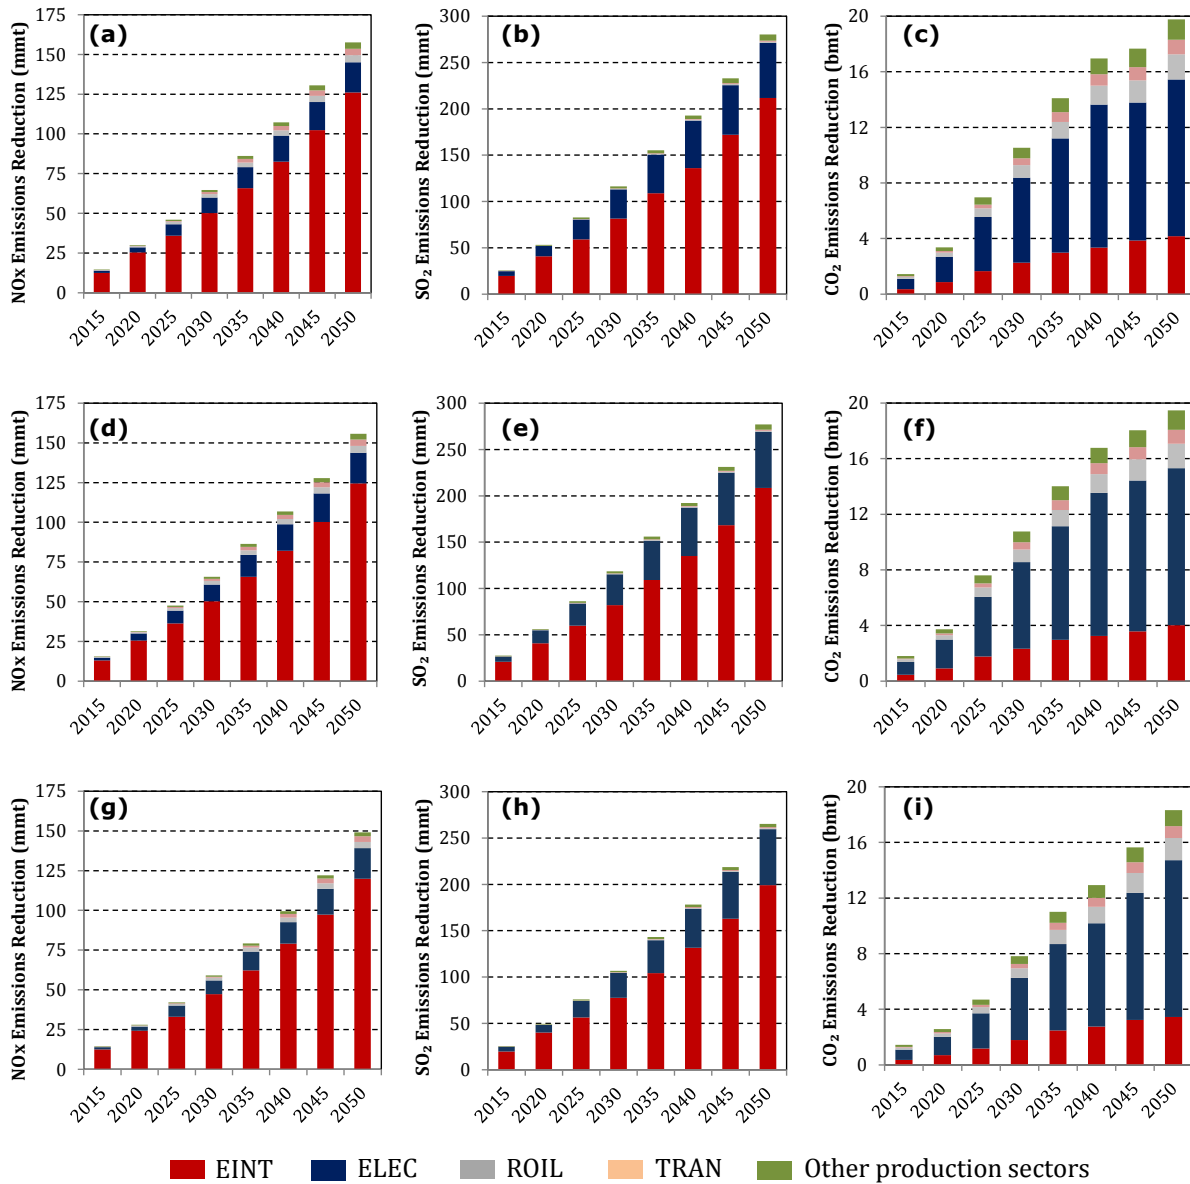 (a)
NOx Emissions Reduction (mmt)
175
150
125
100
75
50
25
0
2015 2020 2025 2030 2035 2040 2045 2050
(b)
SO2 Emissions Reduction (mmt)
300
250
200
150
100
50
0
2015 2020 2025 2030 2035 2040 2045 2050
(c)
CO2 Emissions Reduction (bmt)
20
16
12
8
4
0
2015 2020 2025 2030 2035 2040 2045 2050
(d)
NOx Emissions Reduction (mmt)
175
150
125
100
75
50
25
0
2015 2020 2025 2030 2035 2040 2045 2050
(e)
SO2 Emissions Reduction (mmt)
300
250
200
150
100
50
0
2015 2020 2025 2030 2035 2040 2045 2050
(f)
CO2 Emissions Reduction (bmt)
20
16
12
8
4
0
2015 2020 2025 2030 2035 2040 2045 2050
(g)
NOx Emissions Reduction (mmt)
175
150
125
100
75
50
25
0
2015 2020 2025 2030 2035 2040 2045 2050
(h)
SO2 Emissions Reduction (mmt)
300
250
200
150
100
50
0
2015 2020 2025 2030 2035 2040 2045 2050
(i)
CO2 Emissions Reduction (bmt)
20
16
12
8
4
0
2015 2020 2025 2030 2035 2040 2045 2050
EINT ELEC ROIL TRAN Other production sectors